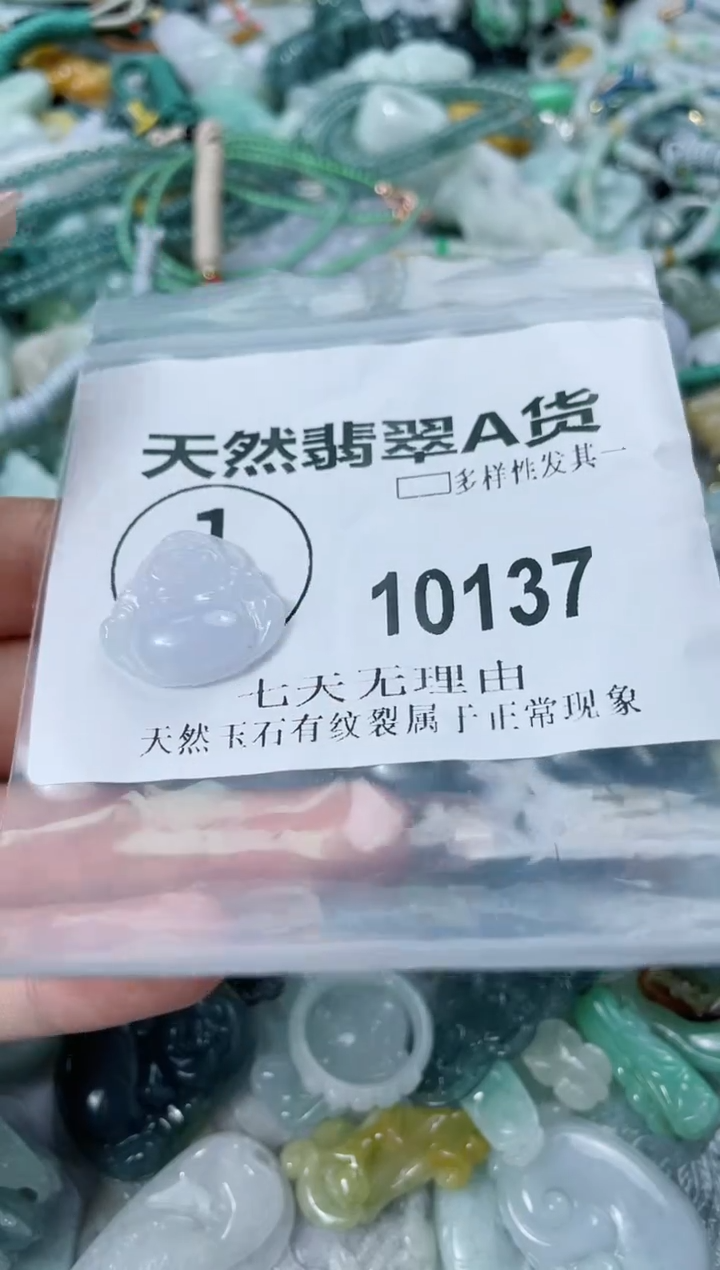 天然翡翠A货
多样性发其一
1
10137
七天无理由
天然玉石有纹裂属于正常现象